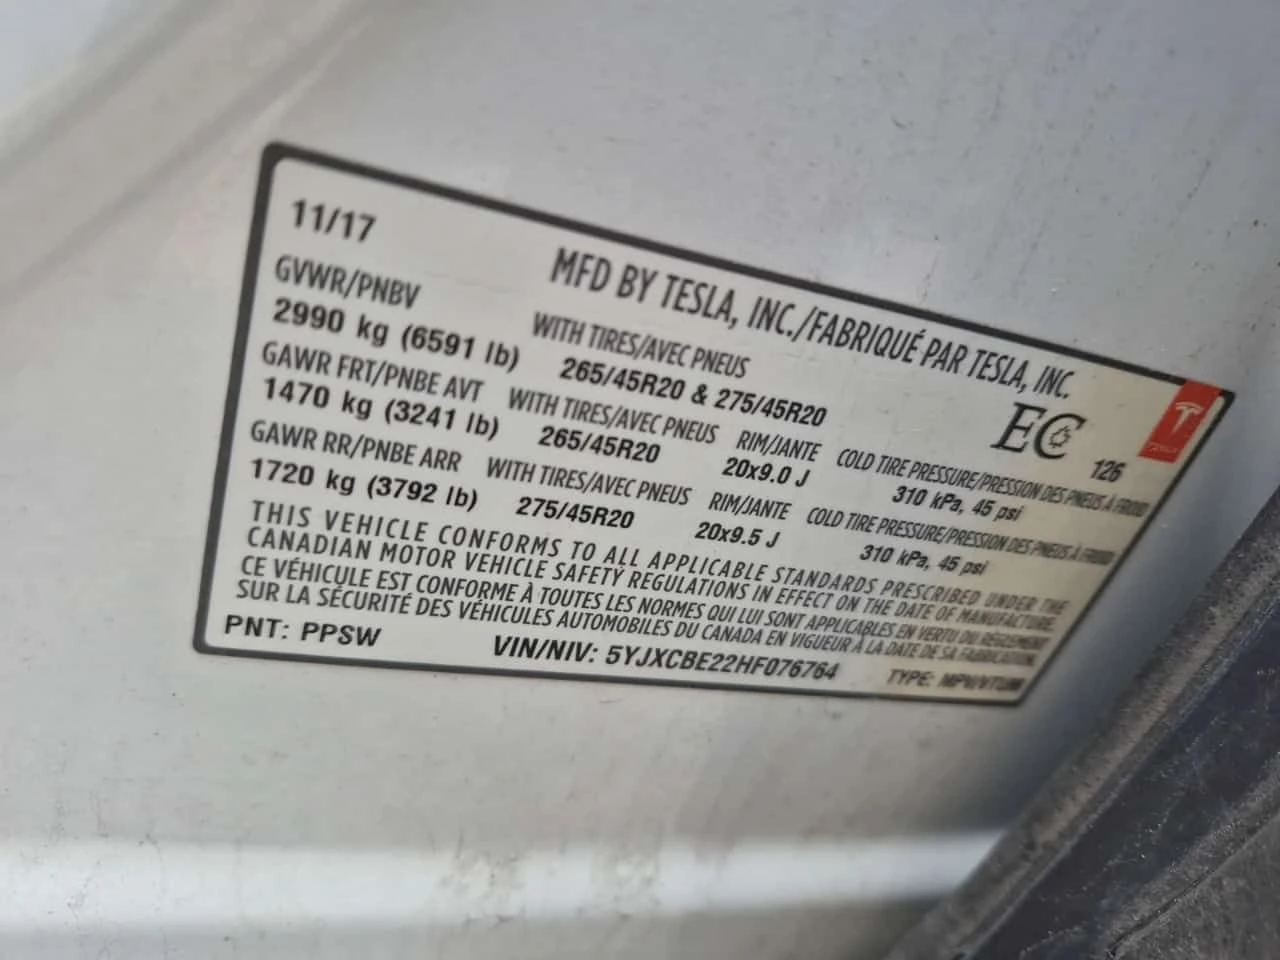 11/17
MFD BY TESLA, INC./FABRIQUÉ PAR TESLA, INC.
GVWR/PNBV
2990 kg (6591 lb)
WITH TIRES/AVEC PNEUS
265/45R20 & 275/45R20
EC
126
GAWR FRT/PNBE AVT
1470 kg (3241 lb)
WITH TIRES/AVEC PNEUS
265/45R20
RIM/JANTE
20x9.0 J
COLD TIRE PRESSURE/PRESSION DES PNEUS À FROID
310 kPa, 45 psi
GAWR RR/PNBE ARR
1720 kg (3792 lb)
WITH TIRES/AVEC PNEUS
275/45R20
RIM/JANTE
20x9.5 J
COLD TIRE PRESSURE/PRESSION DES PNEUS À FROID
310 kPa, 45 psi
THIS VEHICLE CONFORMS TO ALL APPLICABLE STANDARDS PRESCRIBED UNDER THE
CANADIAN MOTOR VEHICLE SAFETY REGULATIONS IN EFFECT ON THE DATE OF MANUFACTURE.
CE VÉHICULE EST CONFORME À TOUTES LES NORMES QUI LUI SONT APPLICABLES EN VERTU DU RÈGLEMENT
SUR LA SÉCURITÉ DES VÉHICULES AUTOMOBILES DU CANADA EN VIGUEUR À LA DATE DE SA FABRICATION.
PNT: PPSW
VIN/NIV: 5YJXCBE22HF076764
TYPE: MPV/VTUM